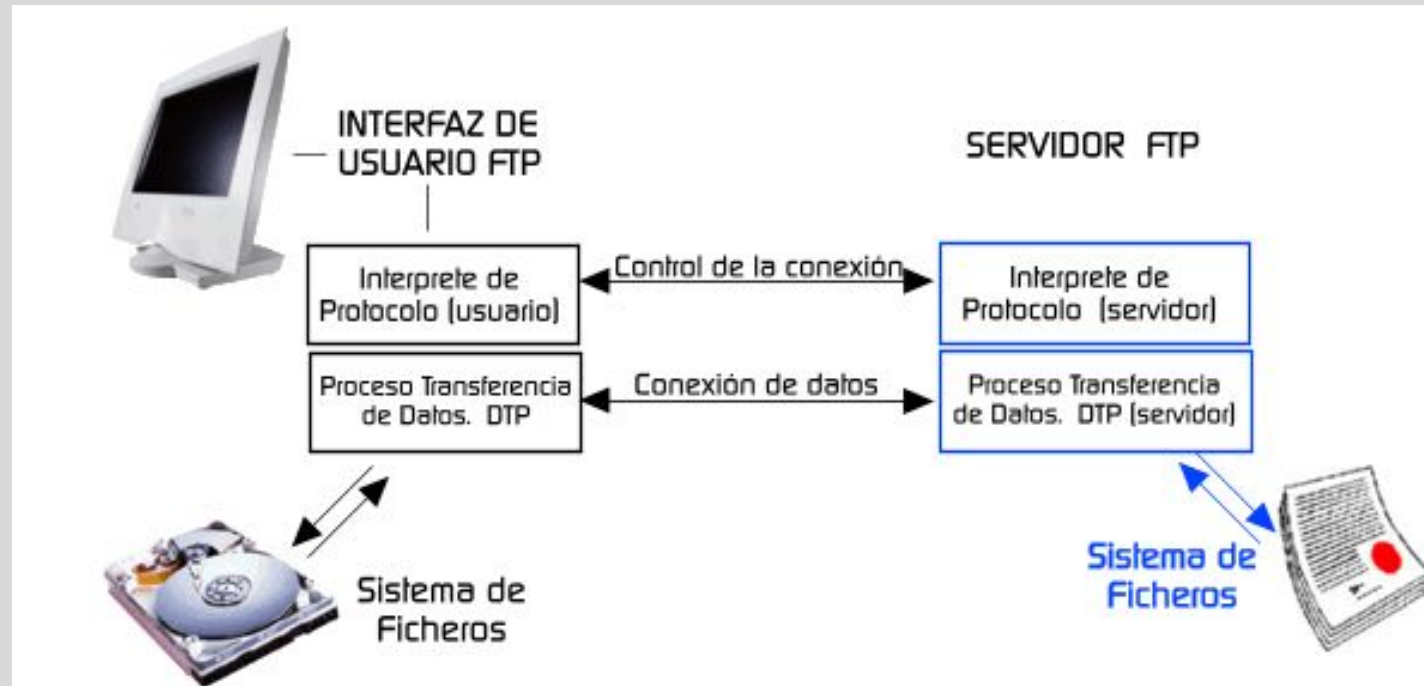 INTERFAZ DE
USUARIO FTP
SERVIDOR FTP
Interprete de
Protocolo (usuario)
Control de la conexión
Interprete de
Protocolo (servidor)
Proceso Transferencia
de Datos. DTP
Conexión de datos
Proceso Transferencia
de Datos. DTP (servidor)
Sistema de
Ficheros
Sistema de
Ficheros